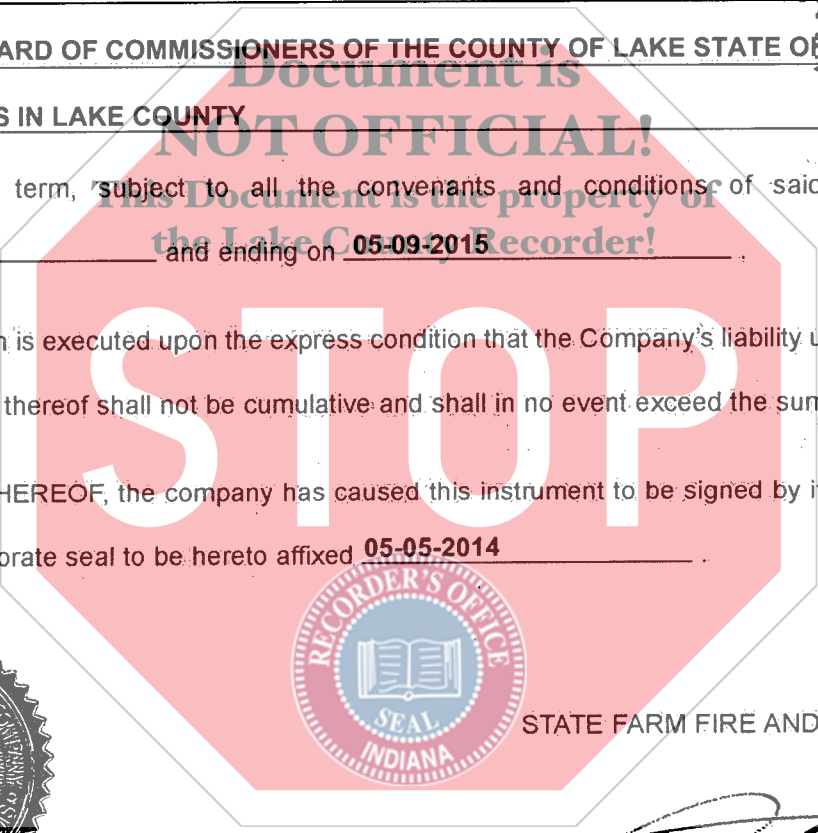 ARD OF COMMISSIONERS OF THE COUNTY OF LAKE STATE OF
Document is
S IN LAKE COUNTY
NOT OFFICIAL!
term, subject to all the convenants and conditions of said
This Document is the property of
and ending on 05-09-2015 .
the Lake County Recorder!
n is executed upon the express condition that the Company's liability u
STOP
thereof shall not be cumulative and shall in no event exceed the sum
HEREOF, the company has caused this instrument to be signed by i
orate seal to be hereto affixed 05-05-2014 .
RECORDER'S OFFICE
SEAL
INDIANA
STATE FARM FIRE AND